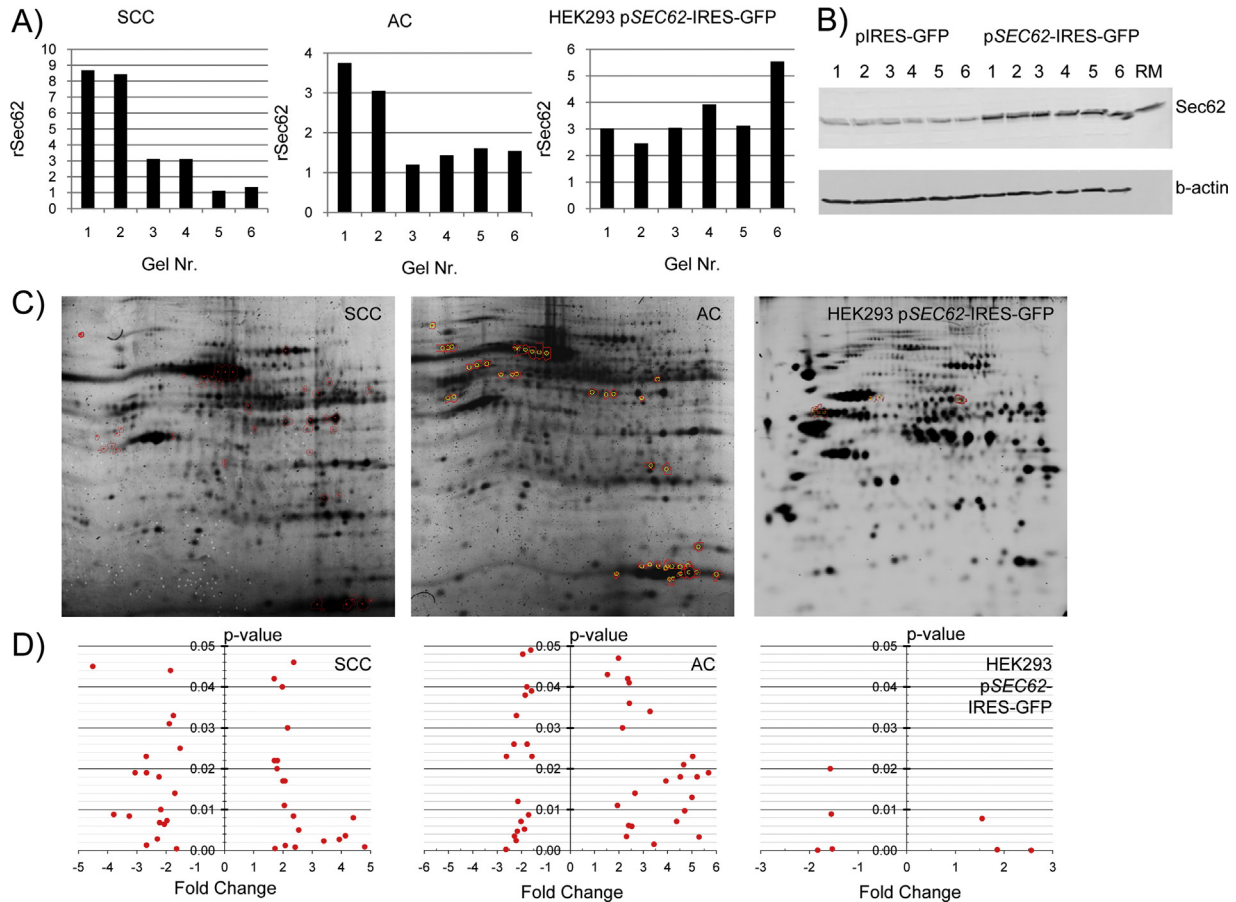 A)
SCC
AC
HEK293 pSEC62-IRES-GFP
rSec62
10
9
8
7
6
5
4
3
2
1
0
1 2 3 4 5 6
Gel Nr.
rSec62
4
3
2
1
0
1 2 3 4 5 6
Gel Nr.
rSec62
6
5
4
3
2
1
0
1 2 3 4 5 6
Gel Nr.
B)
pIRES-GFP pSEC62-IRES-GFP
1 2 3 4 5 6 1 2 3 4 5 6 RM
Sec62
b-actin
C)
SCC
AC
HEK293 pSEC62-IRES-GFP
D)
p-value
SCC
0.05
0.04
0.03
0.02
0.01
0.00
-5 -4 -3 -2 -1 0 1 2 3 4 5
Fold Change
p-value
AC
0.05
0.04
0.03
0.02
0.01
0.00
-6 -5 -4 -3 -2 -1 0 1 2 3 4 5 6 7
Fold Change
p-value
HEK293
pSEC62-
IRES-GFP
0.05
0.04
0.03
0.02
0.01
0.00
-3 -2 -1 0 1 2 3
Fold Change